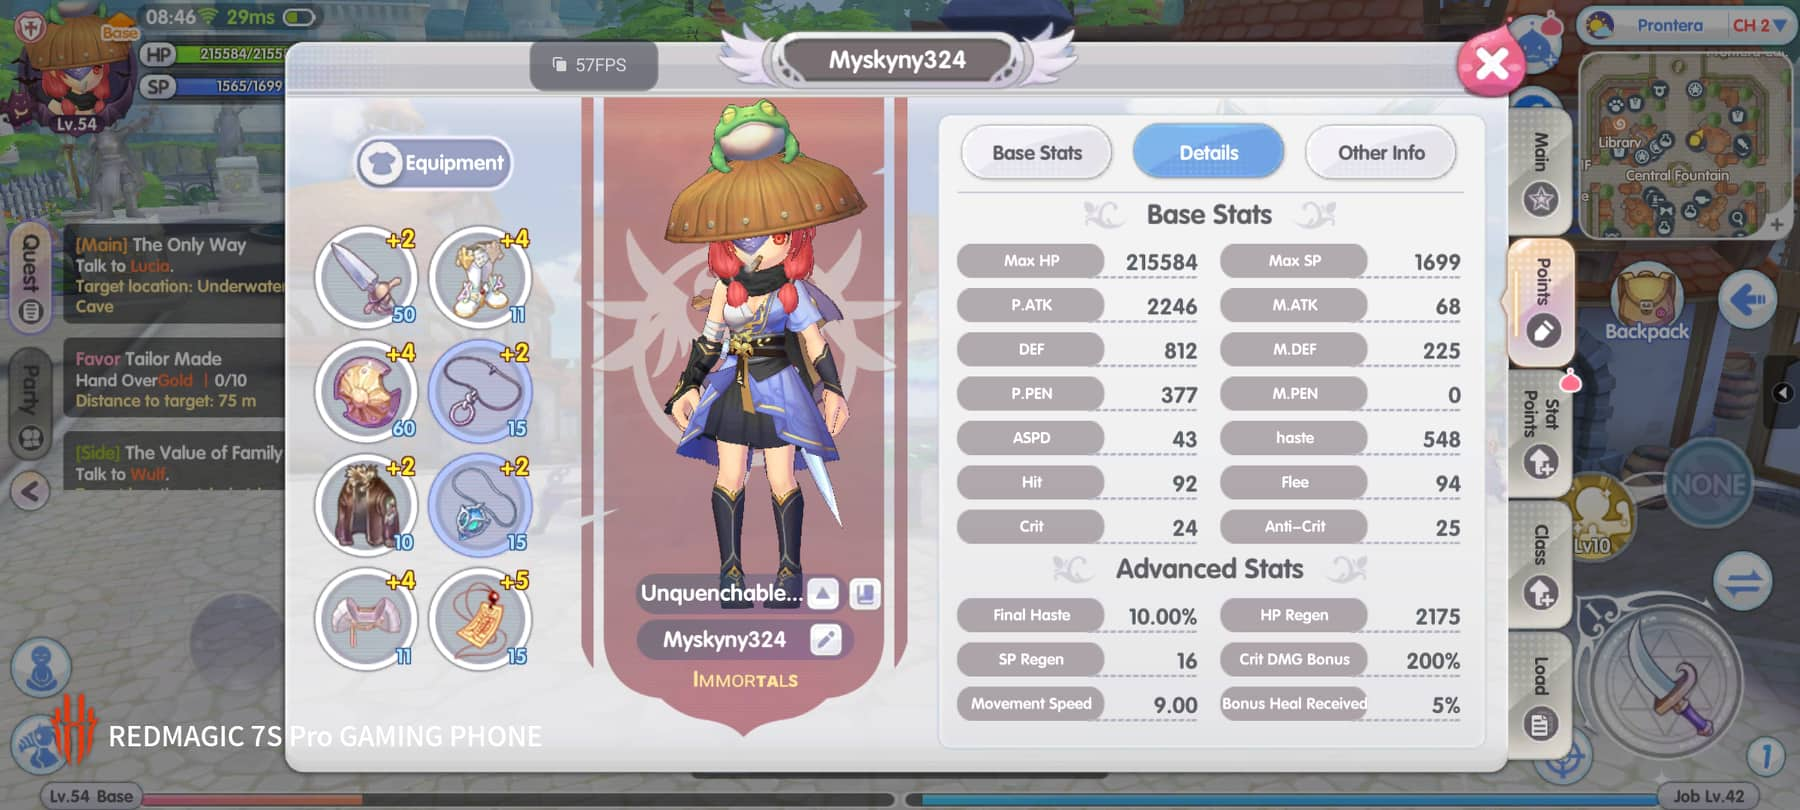 08:46 29ms
Base
HP 215584/2155
SP 1565/1699
Lv.54
57FPS
Myskyny324
Prontera CH 2
Library
Central Fountain
Quest
[Main] The Only Way
Talk to Lucia.
Target location: Underwater
Cave
Favor Tailor Made
Hand OverGold | 0/10
Distance to target: 75 m
Party
[Side] The Value of Family
Talk to Wulf.
Equipment
+2 50
+4 11
+4 60
+2 15
+2 10
+2 15
+4 11
+5 15
Unquenchable...
Myskyny324
IMMORTALS
Base Stats Details Other Info
Base Stats
Max HP 215584 Max SP 1699
P.ATK 2246 M.ATK 68
DEF 812 M.DEF 225
P.PEN 377 M.PEN 0
ASPD 43 haste 548
Hit 92 Flee 94
Crit 24 Anti-Crit 25
Advanced Stats
Final Haste 10.00% HP Regen 2175
SP Regen 16 Crit DMG Bonus 200%
Movement Speed 9.00 Bonus Heal Received 5%
Main
Points
Stat
Points
Class
Load
Backpack
NONE
Lv10
1
REDMAGIC 7S Pro GAMING PHONE
Lv.54 Base
Job Lv.42